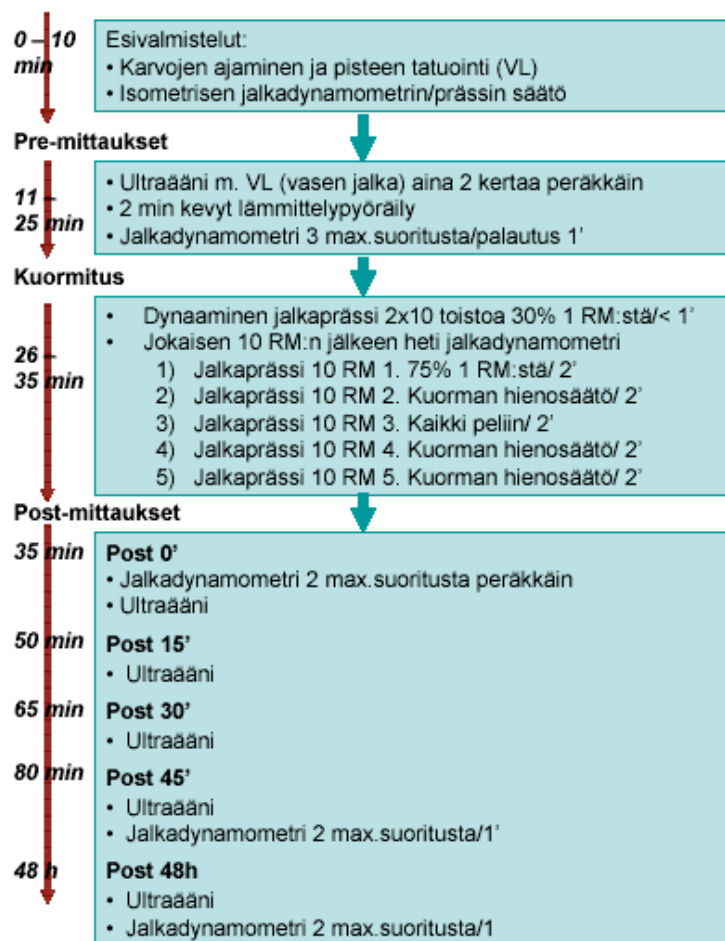 0 – 10
min
Esivalmistelut:
• Karvojen ajaminen ja pisteen tatuointi (VL)
• Isometrisen jalkadynamometrin/prässin säätö
Pre-mittaukset
11 –
25 min
• Ultraääni m. VL (vasen jalka) aina 2 kertaa peräkkäin
• 2 min kevyt lämmittelypyöräily
• Jalkadynamometri 3 max.suoritusta/palautus 1’
Kuormitus
26 –
35 min
• Dynaaminen jalkaprässi 2x10 toistoa 30% 1 RM:stä/< 1’
• Jokaisen 10 RM:n jälkeen heti jalkadynamometri
1) Jalkaprässi 10 RM 1. 75% 1 RM:stä/ 2’
2) Jalkaprässi 10 RM 2. Kuorman hienosäätö/ 2’
3) Jalkaprässi 10 RM 3. Kaikki peliin/ 2’
4) Jalkaprässi 10 RM 4. Kuorman hienosäätö/ 2’
5) Jalkaprässi 10 RM 5. Kuorman hienosäätö/ 2’
Post-mittaukset
35 min
Post 0’
• Jalkadynamometri 2 max.suoritusta peräkkäin
• Ultraääni
50 min
Post 15’
• Ultraääni
65 min
Post 30’
• Ultraääni
80 min
Post 45’
• Ultraääni
• Jalkadynamometri 2 max.suoritusta/1’
48 h
Post 48h
• Ultraääni
• Jalkadynamometri 2 max.suoritusta/1